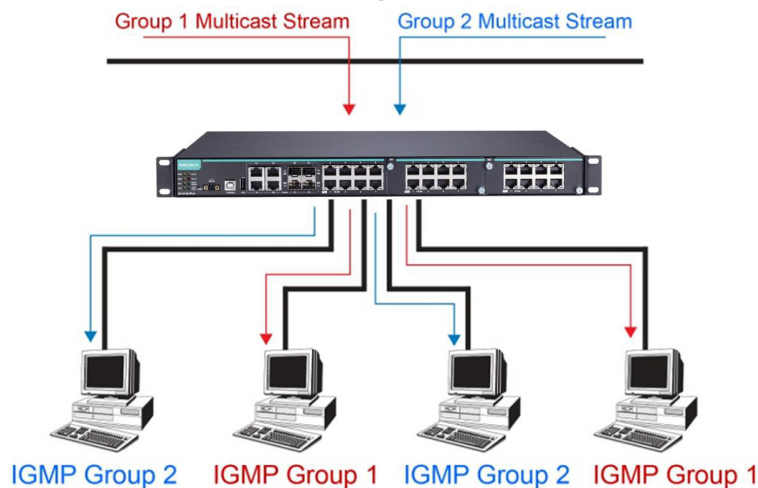 Group 1 Multicast Stream
Group 2 Multicast Stream
IGMP Group 2
IGMP Group 1
IGMP Group 2
IGMP Group 1